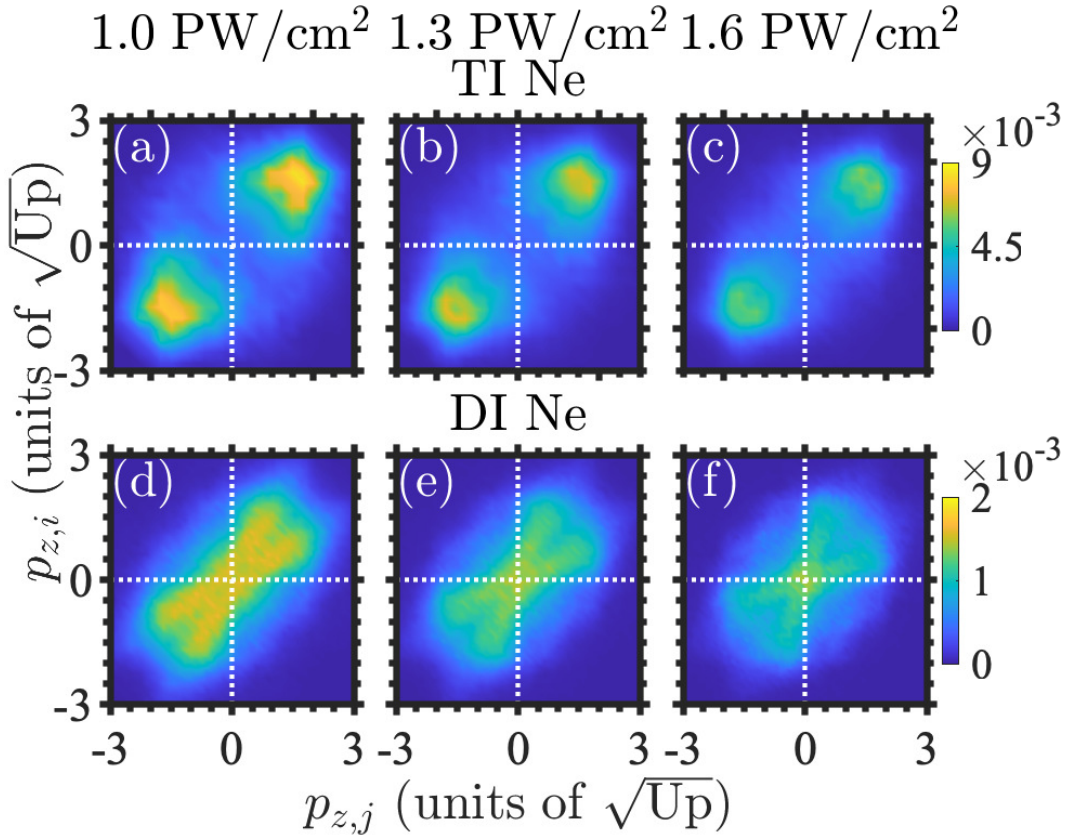 1.0 PW/cm² 1.3 PW/cm² 1.6 PW/cm²
TI Ne
3 (a) (b) (c) ×10⁻³
9
0 4.5
-3 0
DI Ne
3 (d) (e) (f) ×10⁻³
2
0 1
-3 0
-3 0 3 -3 0 3 -3 0 3
p_{z,j} (units of √Up)
p_{z,i} (units of √Up)